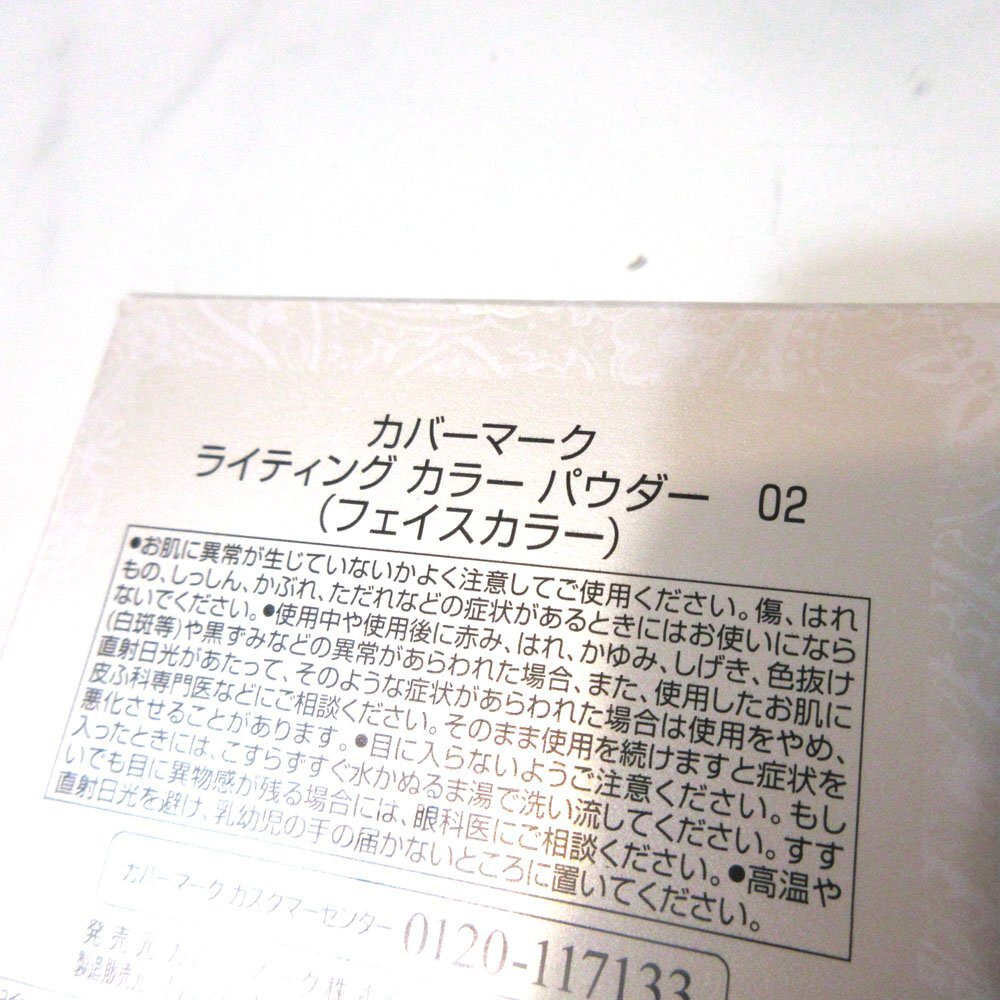 カバーマーク
ライティング カラー パウダー 02
(フェイスカラー)
●お肌に異常が生じていないかよく注意してご使用ください。傷、はれ
もの、しっしん、かぶれ、ただれなどの症状があるときにはお使いになら
ないでください。●使用中や使用後に赤み、はれ、かゆみ、しげき、色抜け
(白斑等)や黒ずみなどの異常があらわれた場合、また、使用したお肌に
直射日光があたって、そのような症状があらわれた場合は使用をやめ、
皮ふ科専門医などにご相談ください。そのまま使用を続けますと症状を
悪化させることがあります。●目に入らないようご注意ください。もし
入ったときには、こすらずすぐ水かぬるま湯で洗い流してください。すす
いでも目に異物感が残る場合には、眼科医にご相談ください。●高温や
直射日光を避け、乳幼児の手の届かないところに置いてください。
カバーマーク カスタマーセンター 0120-117133
発売元 カバーマーク株式
製造販売元